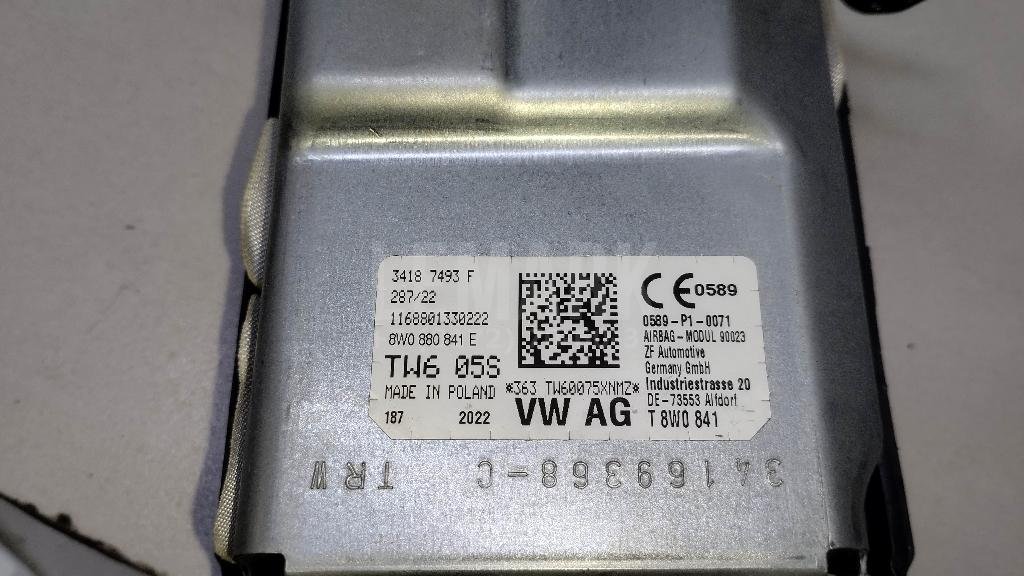 3418 7493 F
287/22
1168801330222
8W0 880 841 E
TW6 05S
MADE IN POLAND
187 2022
*363 TW60075XNMZ*
VW AG
CE 0589
0589-P1-0071
AIRBAG-MODUL 90023
ZF Automotive
Germany GmbH
Industriestrasse 20
DE-73553 Alfdorf
T 8W0 841
34169368-C TRW